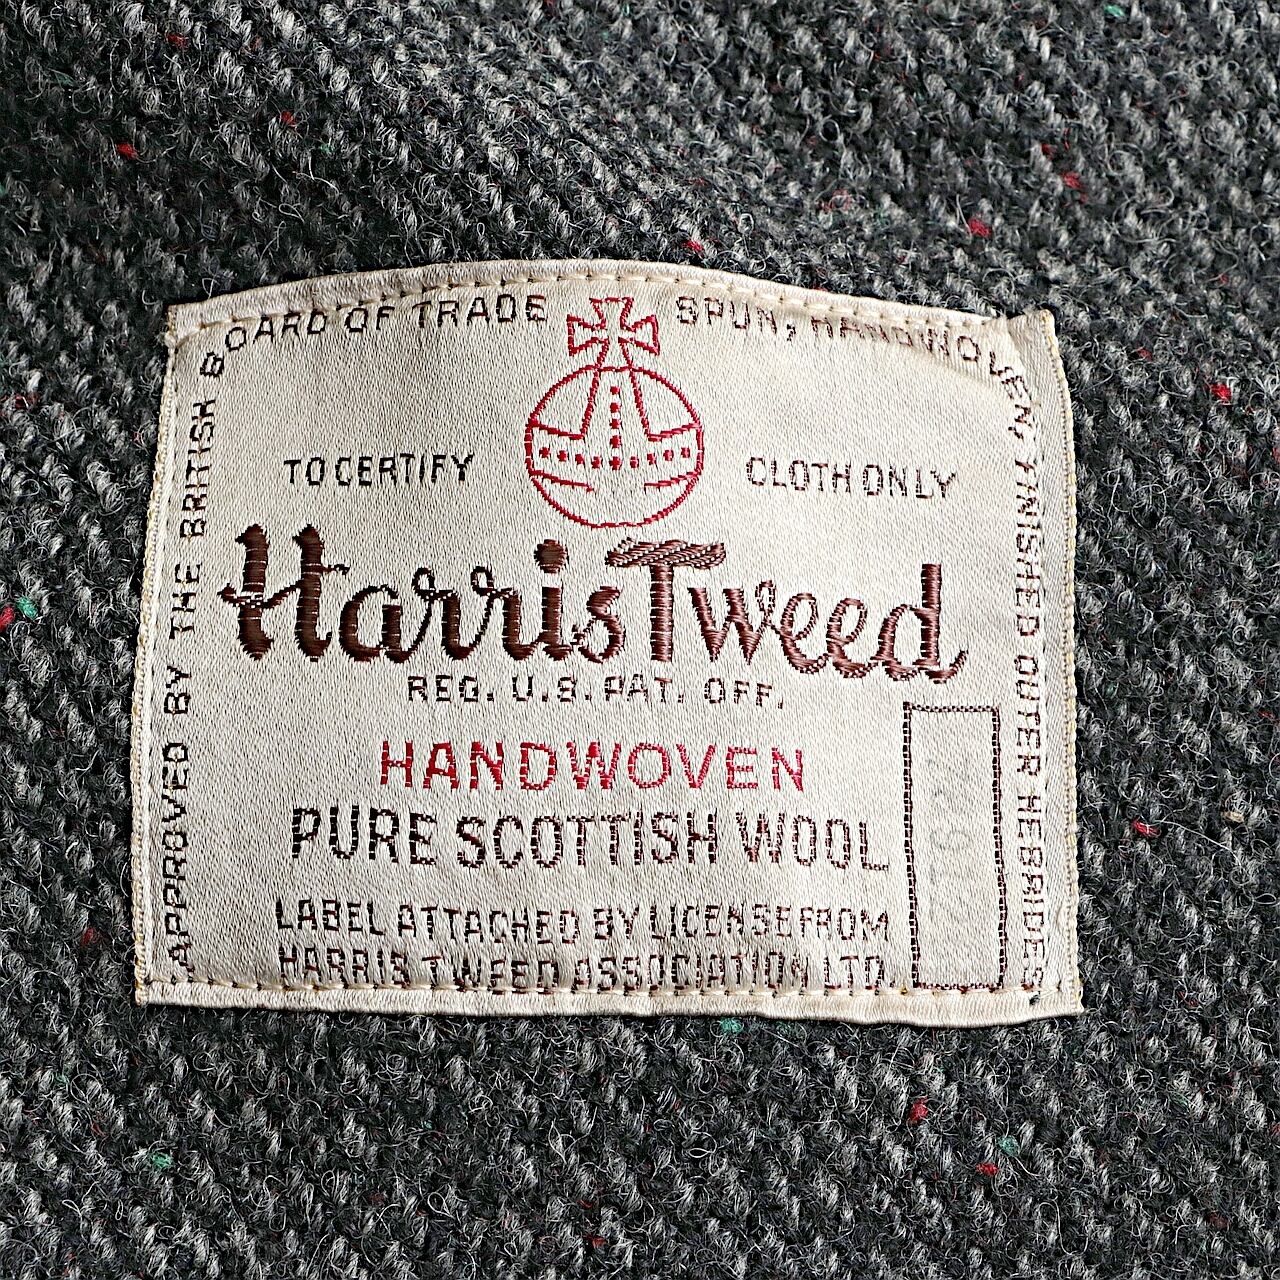 APPROVED BY THE BRITISH BOARD OF TRADE
SPUN, HANDWOVEN, FINISHED OUTER HEBRIDES
TO CERTIFY
CLOTH ONLY
Harris Tweed
REG. U.S. PAT. OFF.
HANDWOVEN
PURE SCOTTISH WOOL
LABEL ATTACHED BY LICENSE FROM
HARRIS TWEED ASSOCIATION LTD.